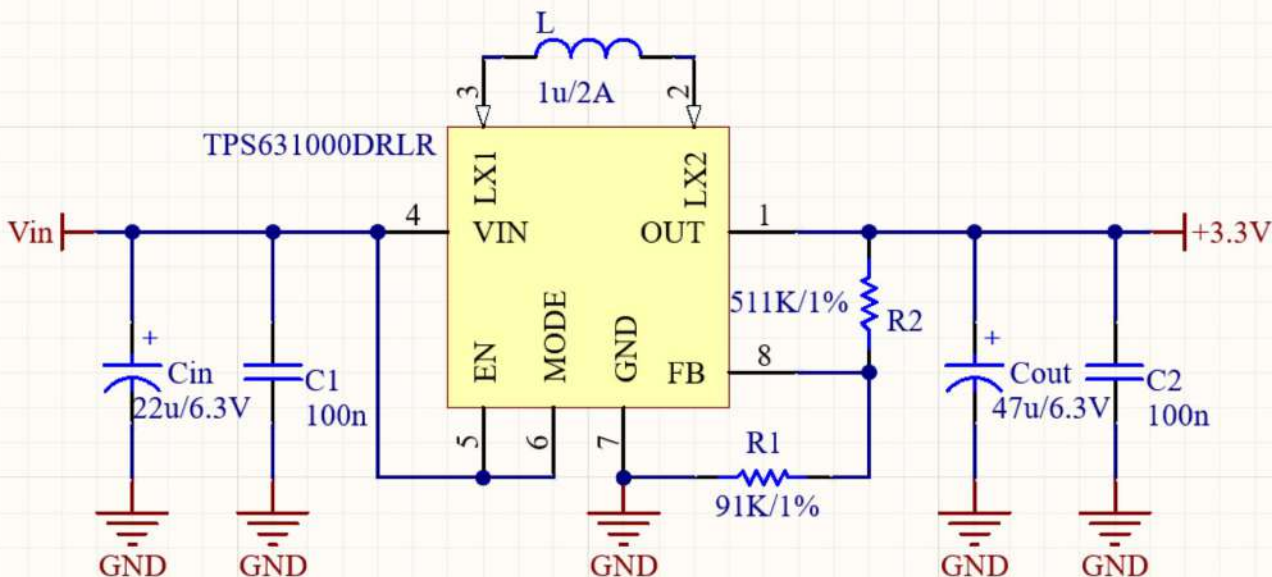 L
1u/2A
3
2
TPS631000DRLR
LX1
LX2
Vin
4
VIN
OUT
1
+3.3V
511K/1%
R2
EN
MODE
GND
FB
8
+
Cin
22u/6.3V
C1
100n
+
Cout
47u/6.3V
C2
100n
5
6
7
R1
91K/1%
GND
GND
GND
GND
GND